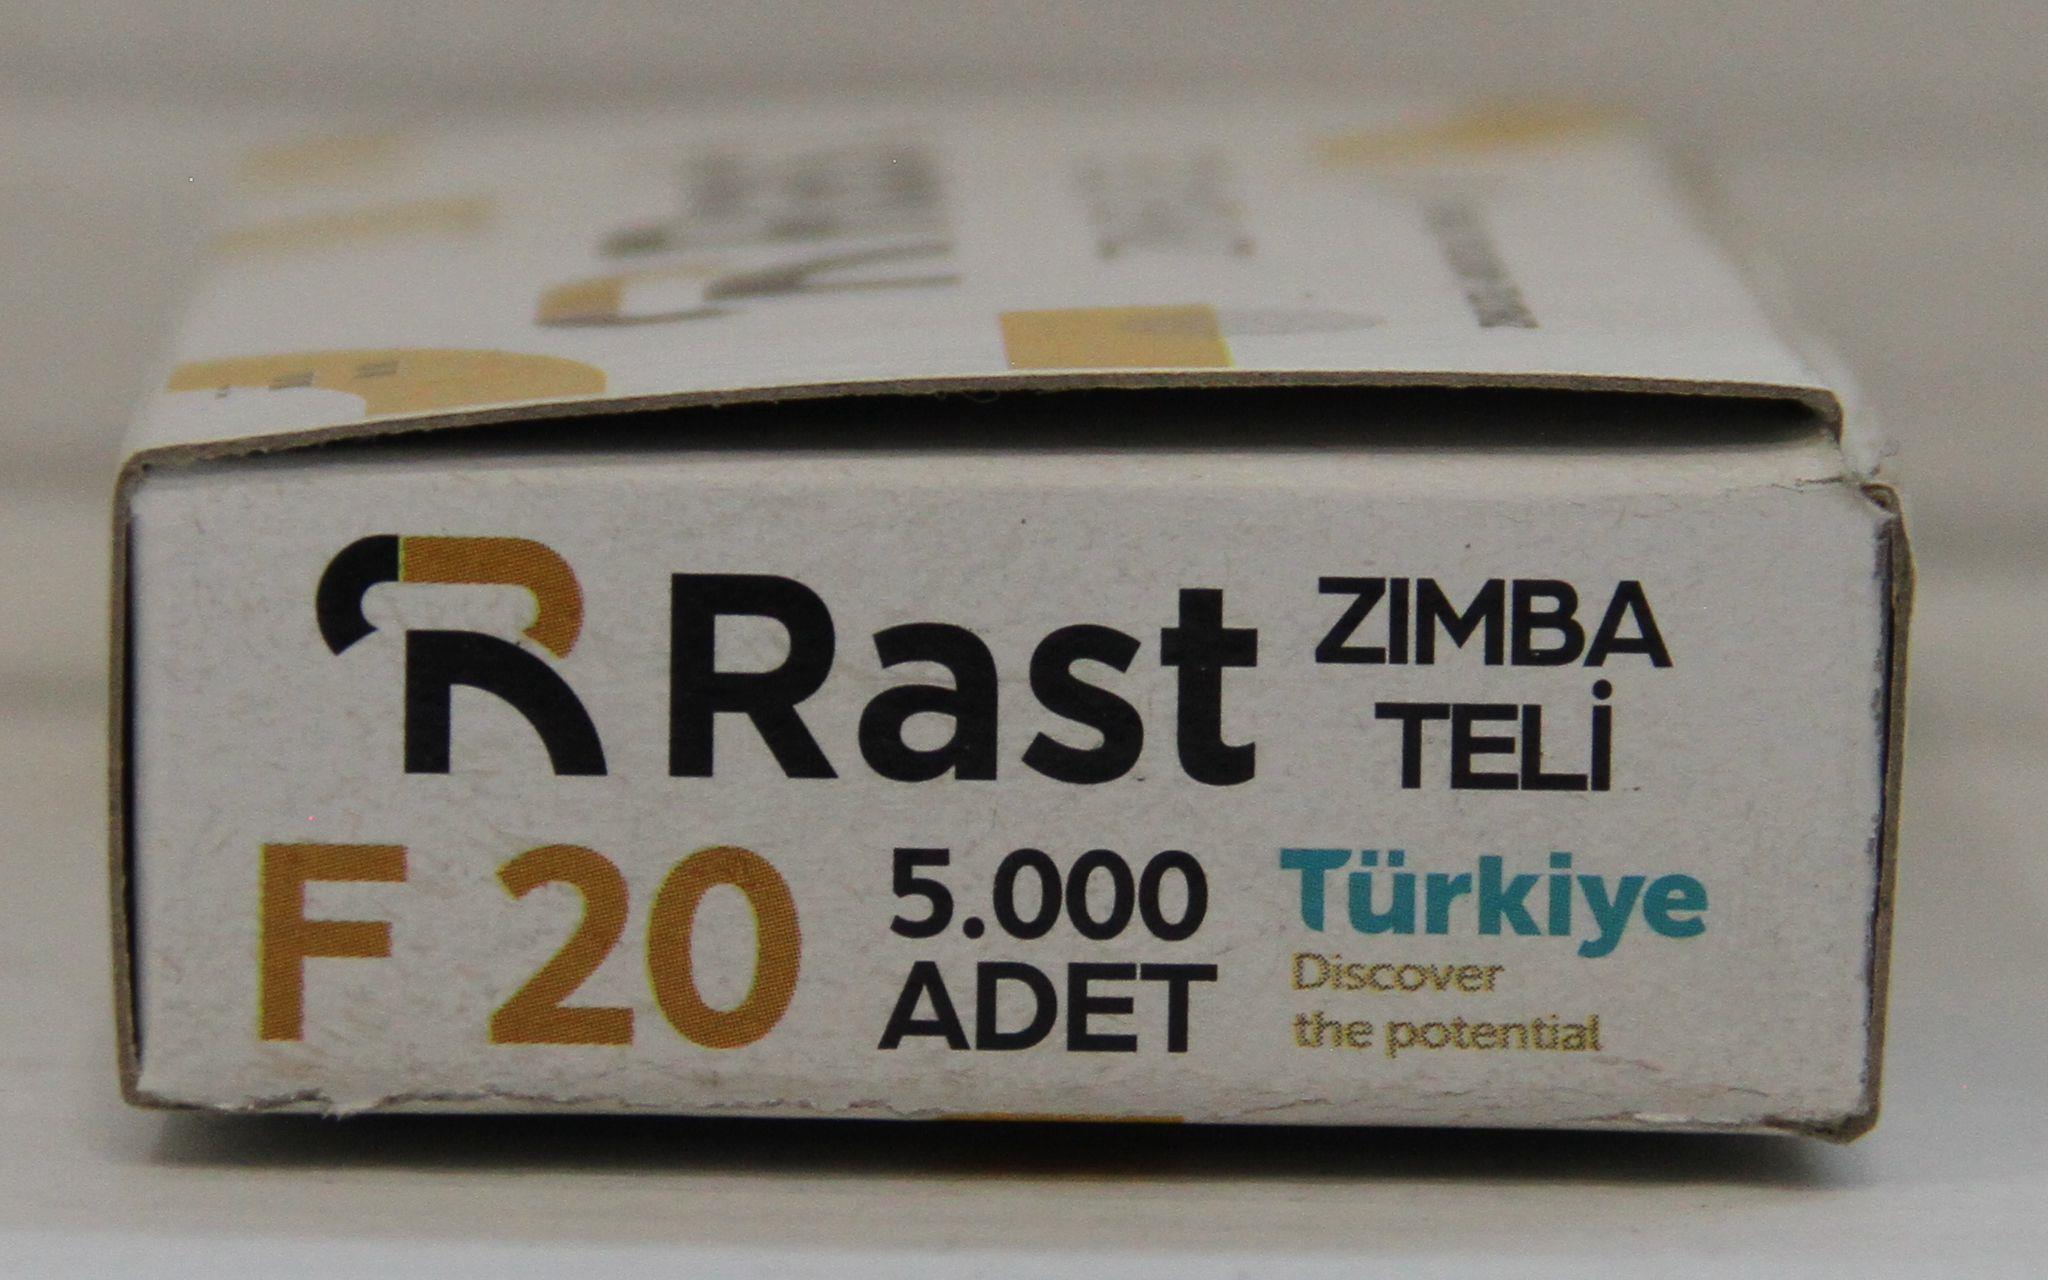 Rast ZIMBA
TELİ
F 20 5.000
ADET
Türkiye
Discover
the potential